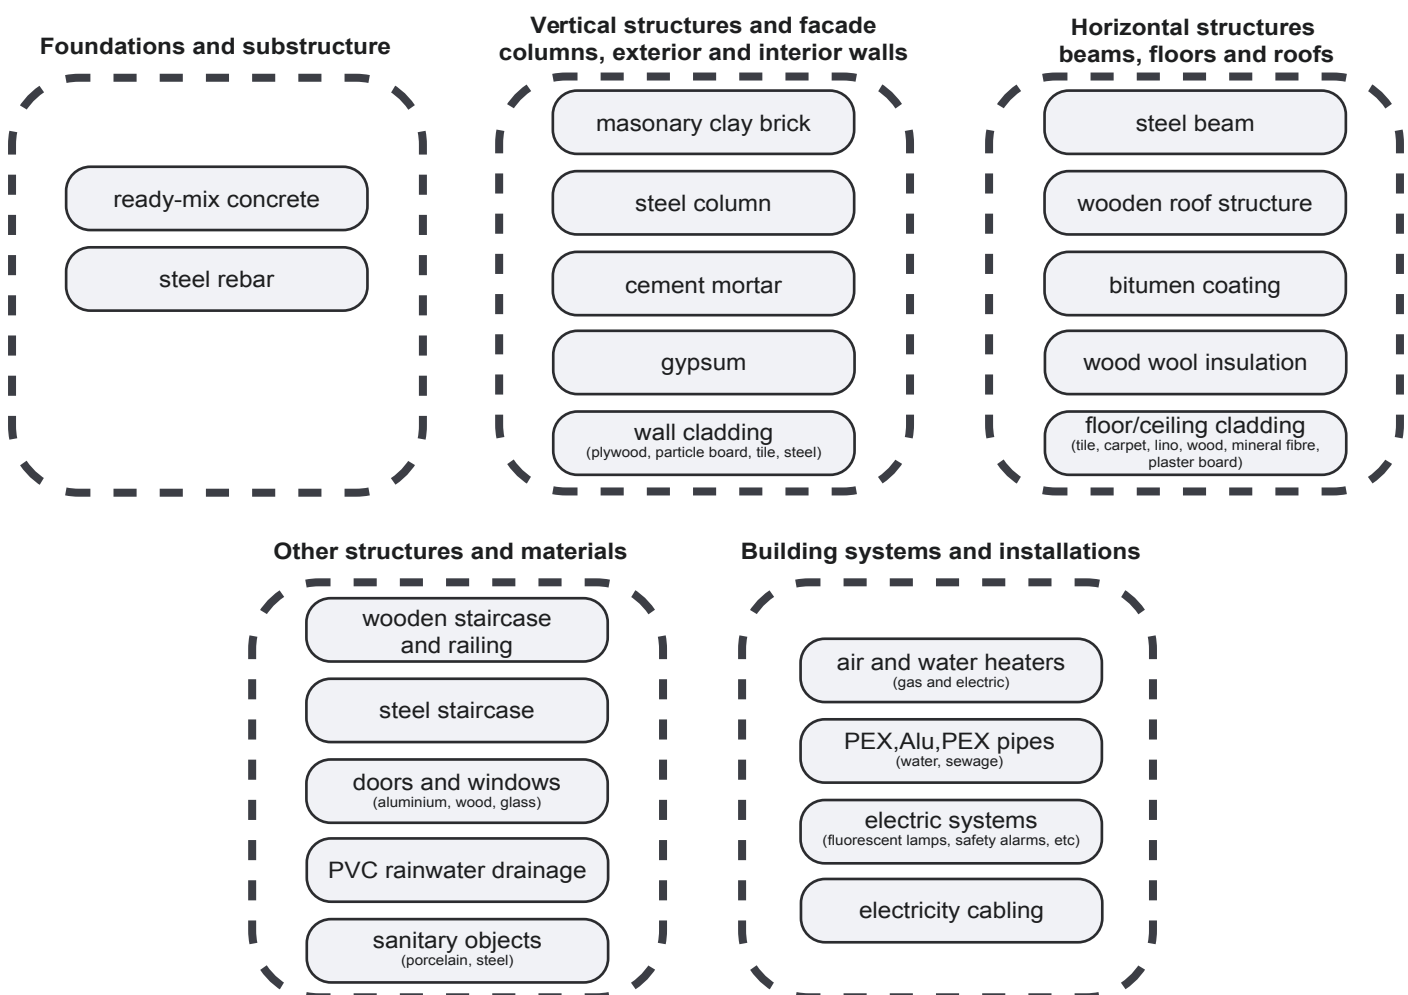 Foundations and substructure
ready-mix concrete
steel rebar
Vertical structures and facade
columns, exterior and interior walls
masonary clay brick
steel column
cement mortar
gypsum
wall cladding
(plywood, particle board, tile, steel)
Horizontal structures
beams, floors and roofs
steel beam
wooden roof structure
bitumen coating
wood wool insulation
floor/ceiling cladding
(tile, carpet, lino, wood, mineral fibre,
plaster board)
Other structures and materials
wooden staircase
and railing
steel staircase
doors and windows
(aluminium, wood, glass)
PVC rainwater drainage
sanitary objects
(porcelain, steel)
Building systems and installations
air and water heaters
(gas and electric)
PEX,Alu,PEX pipes
(water, sewage)
electric systems
(fluorescent lamps, safety alarms, etc)
electricity cabling